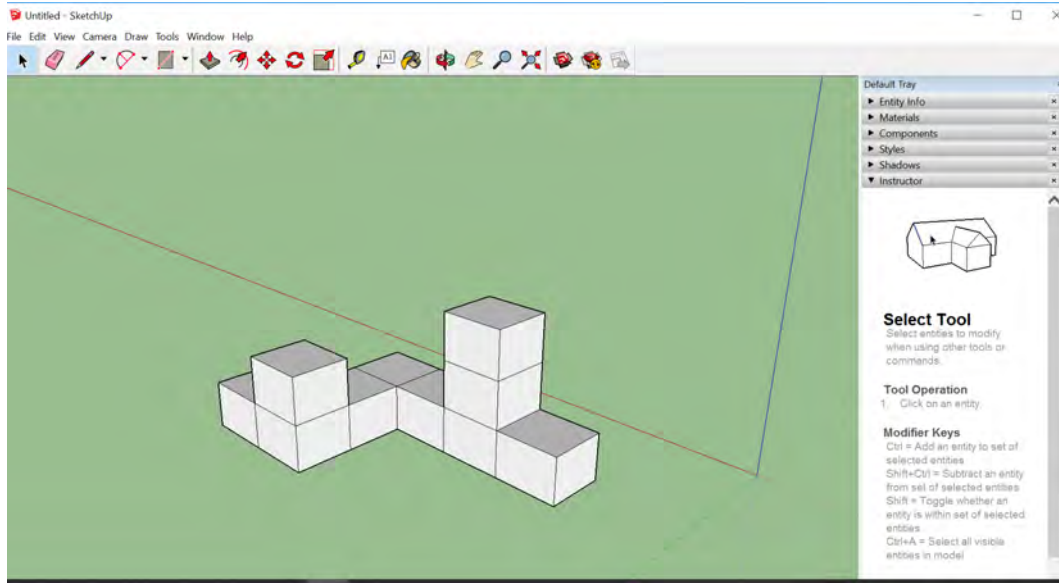 Untitled - SketchUp
File Edit View Camera Draw Tools Window Help
A1
Default Tray
Entity Info
Materials
Components
Styles
Shadows
Instructor
Select Tool
Select entities to modify
when using other tools or
commands.
Tool Operation
1. Click on an entity.
Modifier Keys
Ctrl = Add an entity to set of
selected entities
Shift+Ctrl = Subtract an entity
from set of selected entities
Shift = Toggle whether an
entity is within set of selected
entities
Ctrl+A = Select all visible
entities in model